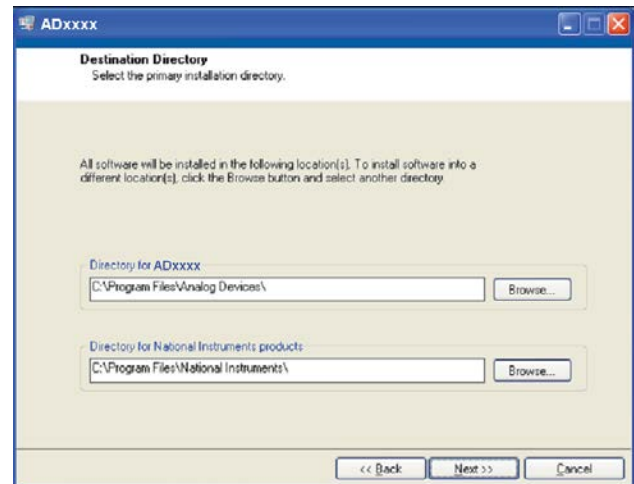 ADxxxx
Destination Directory
Select the primary installation directory.
All software will be installed in the following location(s). To install software into a
different location(s), click the Browse button and select another directory.
Directory for ADxxxx
C:\Program Files\Analog Devices\
Browse...
Directory for National Instruments products
C:\Program Files\National Instruments\
Browse...
<< Back
Next >>
Cancel